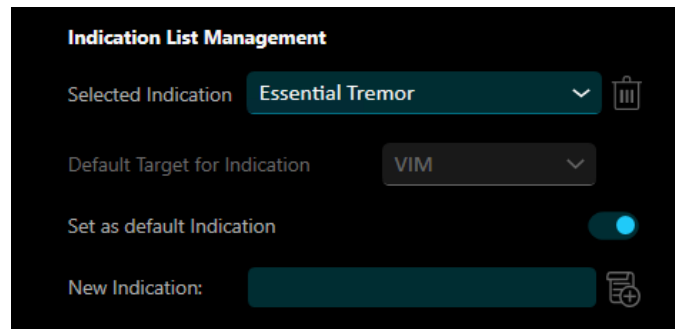 Indication List Management
Selected Indication Essential Tremor
Default Target for Indication VIM
Set as default Indication
New Indication: